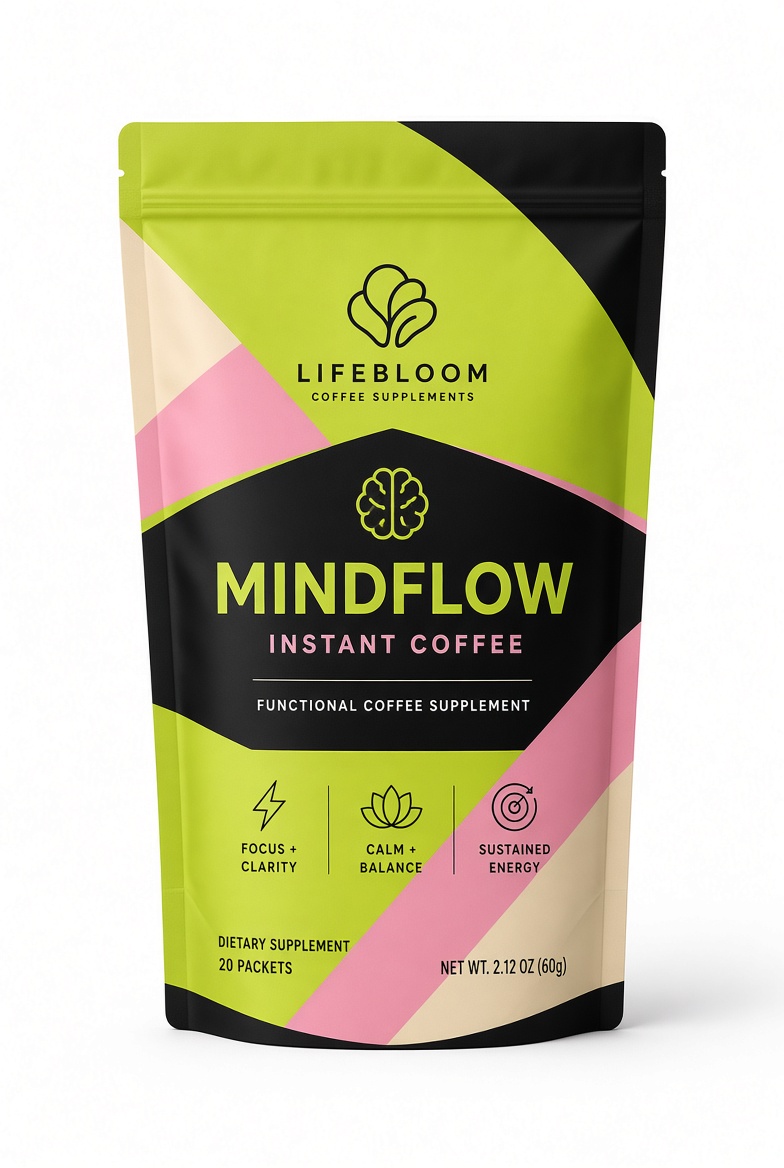 LIFEBLOOM
COFFEE SUPPLEMENTS
MINDFLOW
INSTANT COFFEE
FUNCTIONAL COFFEE SUPPLEMENT
FOCUS +
CLARITY
CALM +
BALANCE
SUSTAINED
ENERGY
DIETARY SUPPLEMENT
20 PACKETS
NET WT. 2.12 OZ (60g)